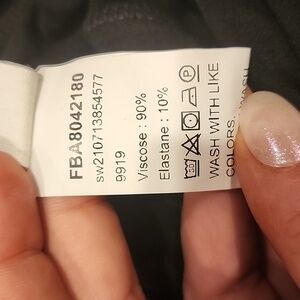 FBA8042180
sw210713854577
9919
Viscose : 90%
Elastane : 10%
WASH WITH LIKE
COLORS.